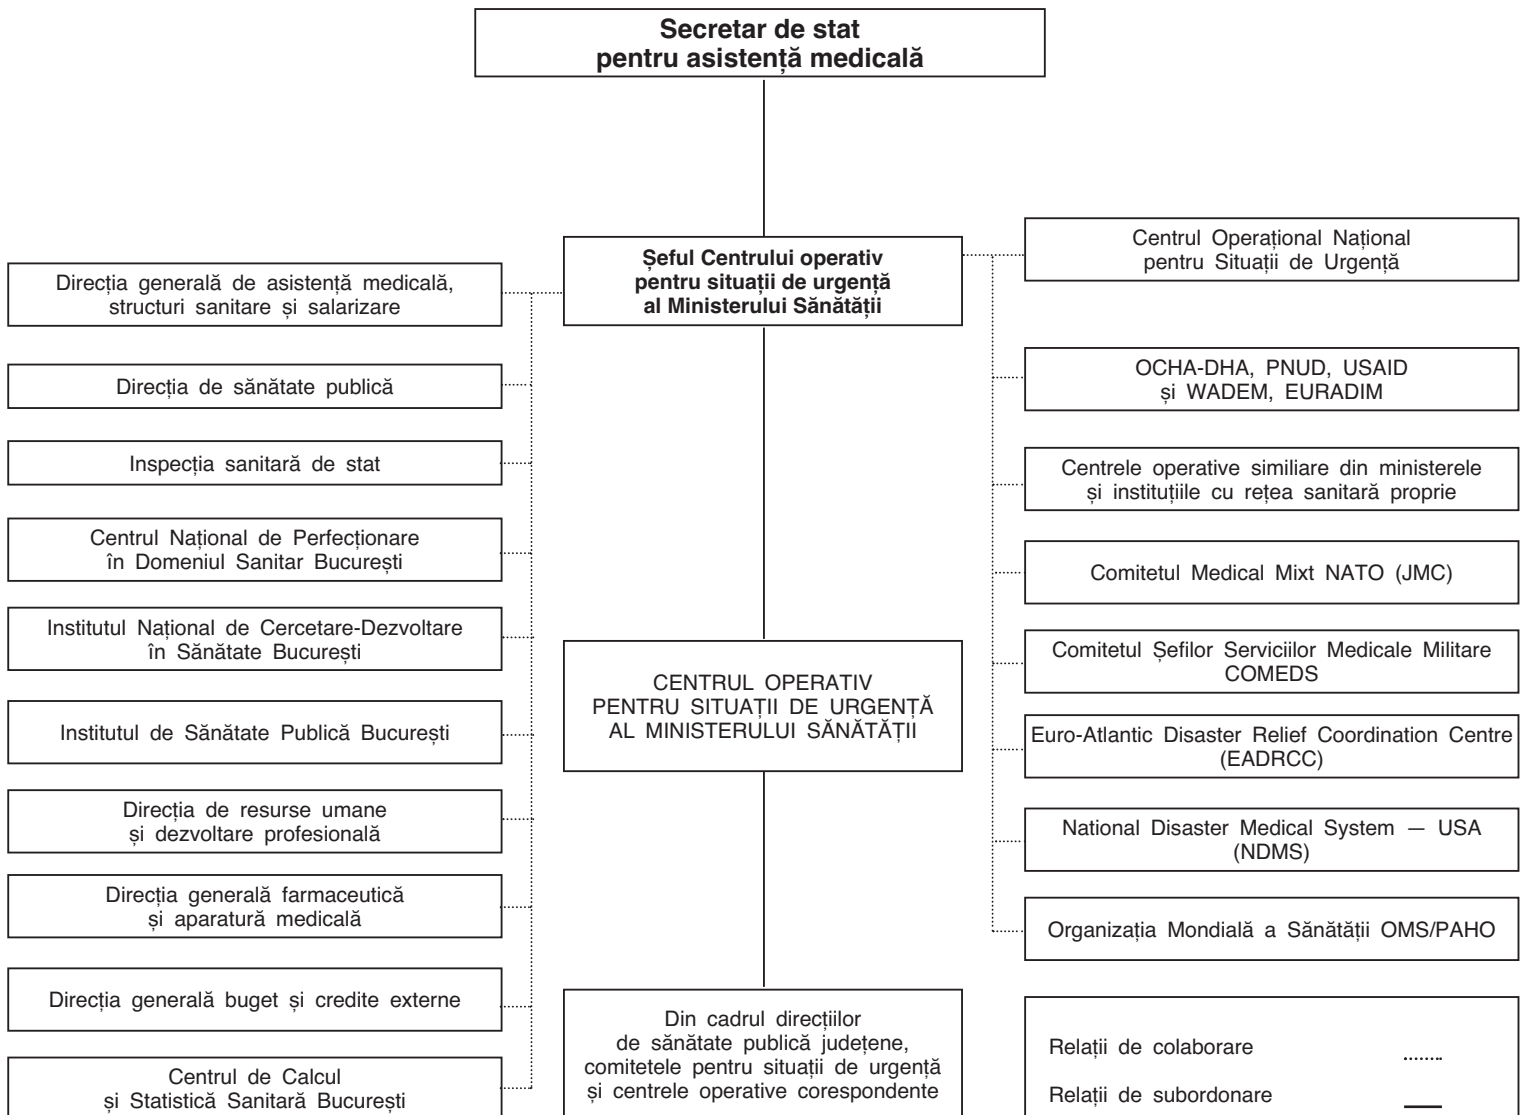 Secretar de stat
pentru asistență medicală
Șeful Centrului operativ
pentru situații de urgență
al Ministerului Sănătății
Direcția generală de asistență medicală,
structuri sanitare și salarizare
Direcția de sănătate publică
Inspecția sanitară de stat
Centrul Național de Perfecționare
în Domeniul Sanitar București
Institutul Național de Cercetare-Dezvoltare
în Sănătate București
Institutul de Sănătate Publică București
Direcția de resurse umane
și dezvoltare profesională
Direcția generală farmaceutică
și aparatură medicală
Direcția generală buget și credite externe
Centrul de Calcul
și Statistică Sanitară București
CENTRUL OPERATIV
PENTRU SITUAȚII DE URGENȚĂ
AL MINISTERULUI SĂNĂTĂȚII
Din cadrul direcțiilor
de sănătate publică județene,
comitetele pentru situații de urgență
și centrele operative corespondente
Centrul Operațional Național
pentru Situații de Urgență
OCHA-DHA, PNUD, USAID
și WADEM, EURADIM
Centrele operative similiare din ministerele
și instituțiile cu rețea sanitară proprie
Comitetul Medical Mixt NATO (JMC)
Comitetul Șefilor Serviciilor Medicale Militare
COMEDS
Euro-Atlantic Disaster Relief Coordination Centre
(EADRCC)
National Disaster Medical System — USA
(NDMS)
Organizația Mondială a Sănătății OMS/PAHO
Relații de colaborare
Relații de subordonare